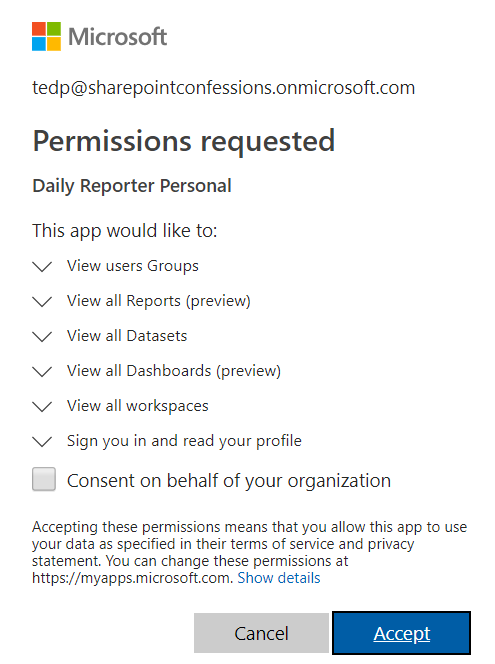 Microsoft
tedp@sharepointconfessions.onmicrosoft.com
Permissions requested
Daily Reporter Personal
This app would like to:
View users Groups
View all Reports (preview)
View all Datasets
View all Dashboards (preview)
View all workspaces
Sign you in and read your profile
Consent on behalf of your organization
Accepting these permissions means that you allow this app to use
your data as specified in their terms of service and privacy
statement. You can change these permissions at
https://myapps.microsoft.com. Show details
Cancel Accept